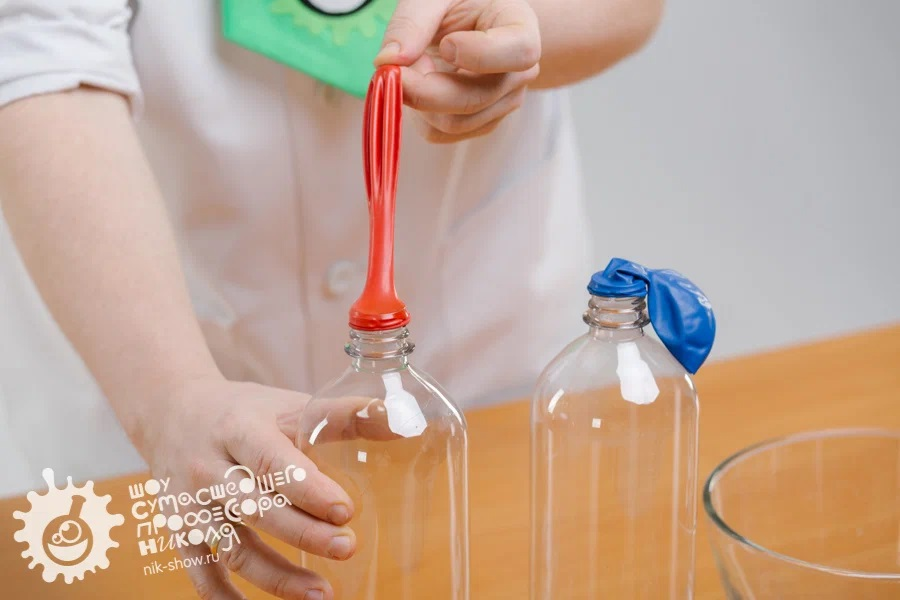 шоу
сумасшедшего
профессора
николя
nik-show.ru